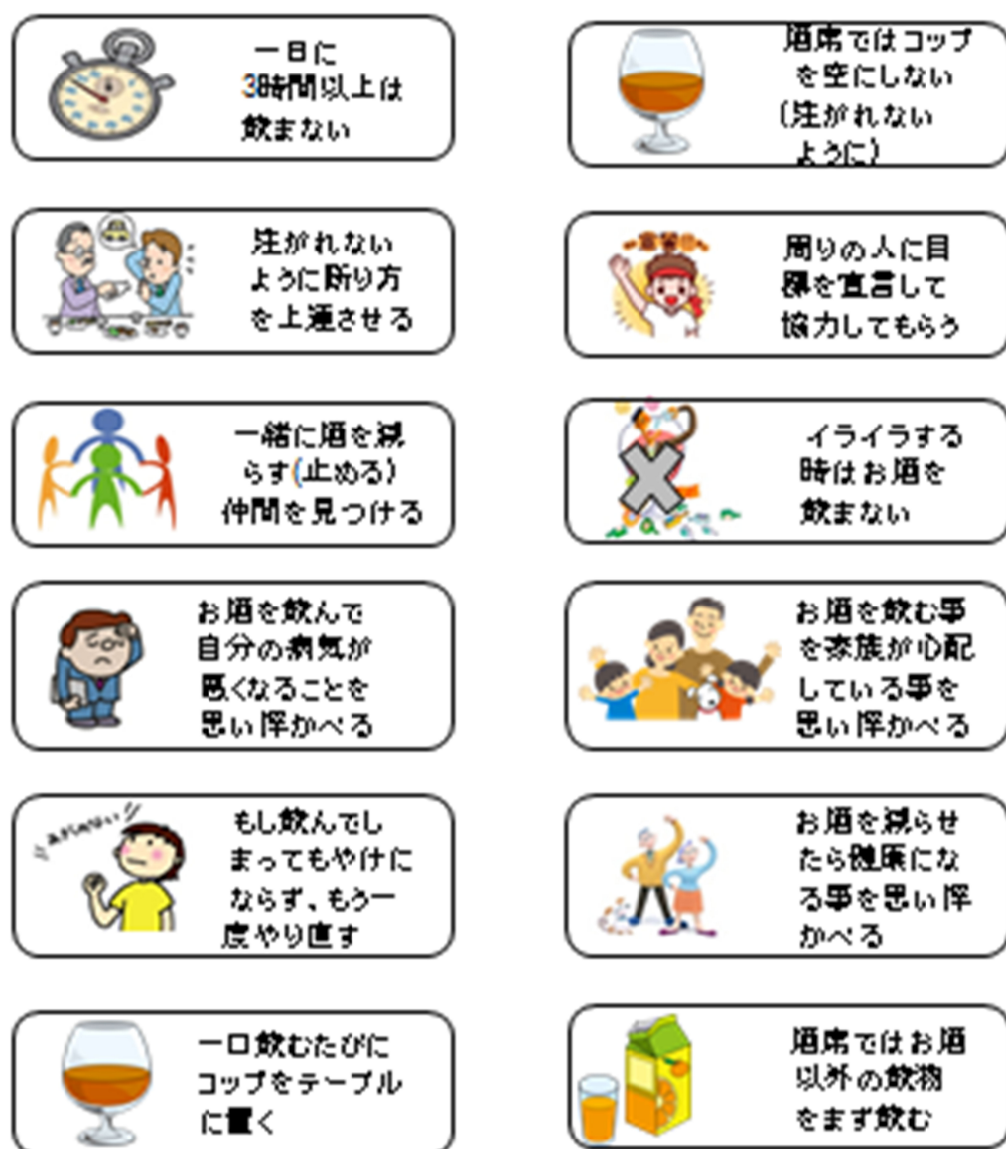 一日に
3時間以上は
飲まない
酒席ではコップ
を空にしない
(注がれない
ように)
注がれない
ように断り方
を上達させる
周りの人に目
標を宣言して
協力してもらう
一緒に酒を減
らす(止める)
仲間を見つける
イライラする
時はお酒を
飲まない
お酒を飲んで
自分の病気が
悪くなることを
思い浮かべる
お酒を飲む事
を家族が心配
している事を
思い浮かべる
もし飲んでし
まってもやけに
ならず、もう一
度やり直す
お酒を減らせ
たら健康にな
る事を思い浮
かべる
一口飲むたびに
コップをテーブル
に置く
酒席ではお酒
以外の飲物
をまず飲む